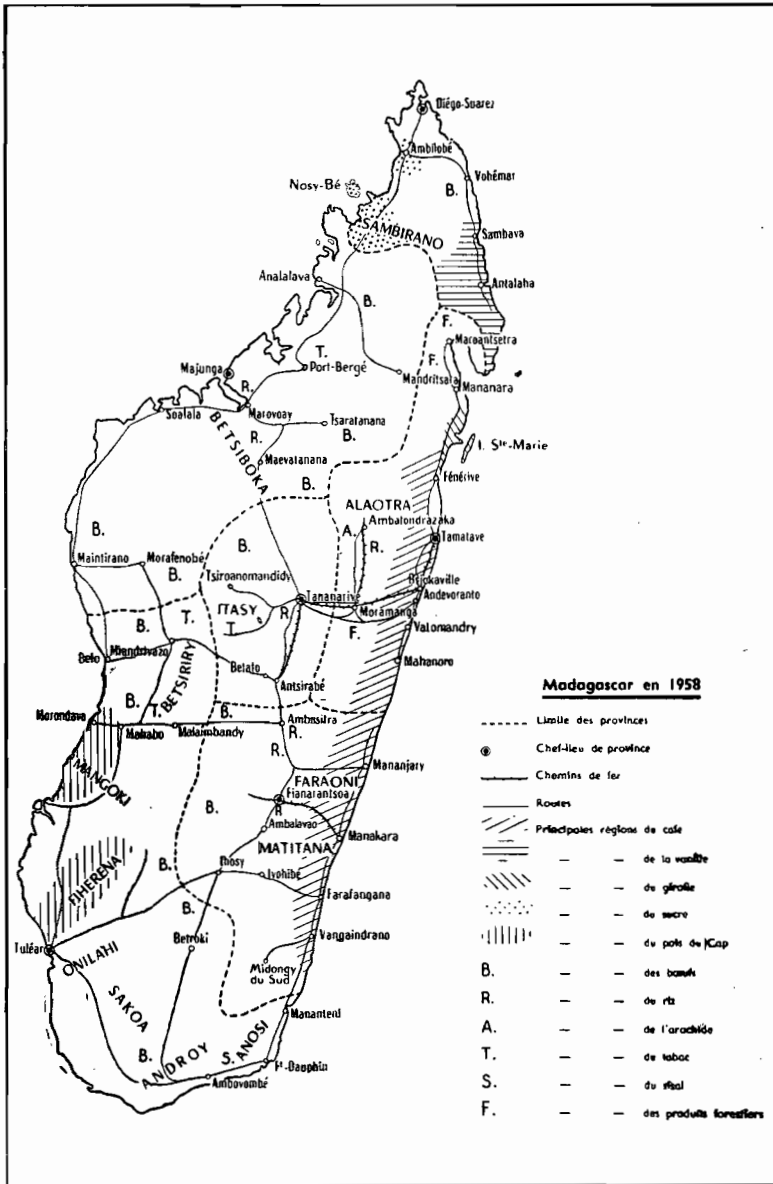 Diégo-Suarez
Ambilobé
Nosy-Bé
B.
Vohémar
SAMBIRANO
Sambava
Analalava
Antalaha
B.
F.
Maroantsetra
T.
F.
Majunga
Port-Bergé
Mandritsara
Mananara
R.
Soalala
Marovoay
Tsaratanana
BETSIBOKA
R.
B.
I. Ste-Marie
Maevatanana
B.
Fénérive
ALAOTRA
Ambatondrazaka
B.
A.
R.
Tamatave
B.
Maintirano
Morafenobé
B.
Tsiroanomandidy
Brickaville
Tananarive
Andevoranto
ITASY
R.
Moramanga
B.
T.
T.
F.
Vatomandry
Belo
Miandrivazo
Betafo
Mahanoro
Antsirabé
B.
T.
BETSIRIRY
Madagascar en 1958
Morondava
B.
Ambositra
Mahabo
Malaimbandy
R.
Limite des provinces
MANGOKI
Mananjary
Chef-lieu de province
FARAONI
Fianarantsoa
Chemins de fer
B.
R
Routes
Ambalavao
Manakara
Principales régions du café
MATITANA
Ihosy
Ivohibé
— — de la vanille
B.
FIHERENA
Farafangana
— — du girofle
B.
Vangaindrano
— — du sucre
Tuléar
Betroki
— — du pois du Cap
ONILAHI
Midongy
du Sud
B. — — des bœufs
SAKOA
R. — — du riz
Mananteni
A. — — de l'arachide
B.
ANDROY
S.
ANOSI
T. — — de tabac
Ft-Dauphin
Ambovombé
S. — — du sisal
F. — — des produits forestiers